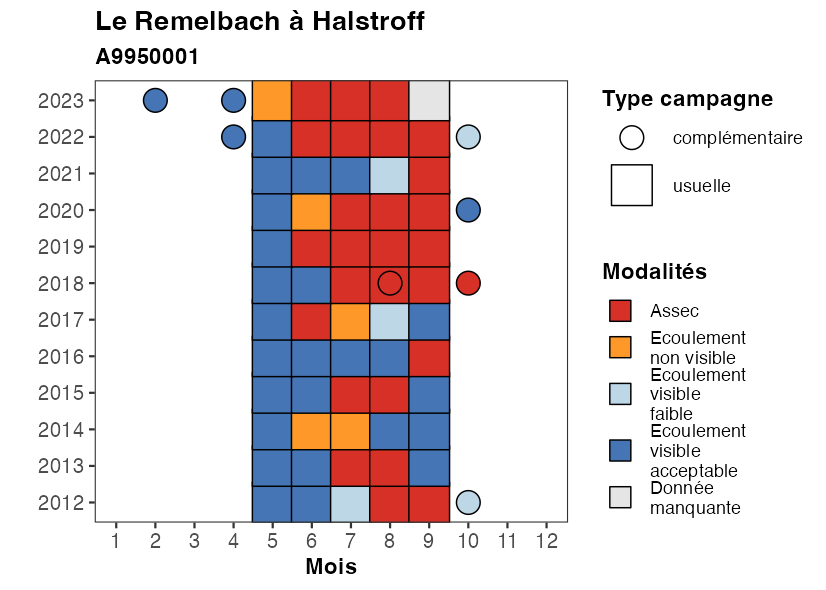 Le Remelbach à Halstroff
A9950001
2023
2022
2021
2020
2019
2018
2017
2016
2015
2014
2013
2012
1 2 3 4 5 6 7 8 9 10 11 12
Mois
Type campagne
complémentaire
usuelle
Modalités
Assec
Ecoulement
non visible
Ecoulement
visible
faible
Ecoulement
visible
acceptable
Donnée
manquante